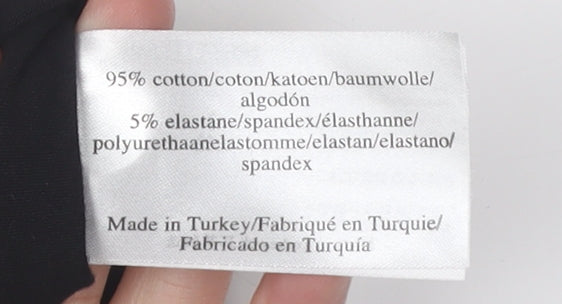 95% cotton/coton/katoen/baumwolle/
algodón
5% elastane/spandex/élasthanne/
polyurethaanelastomme/elastan/elastano/
spandex
Made in Turkey/Fabriqué en Turquie/
Fabricado en Turquía